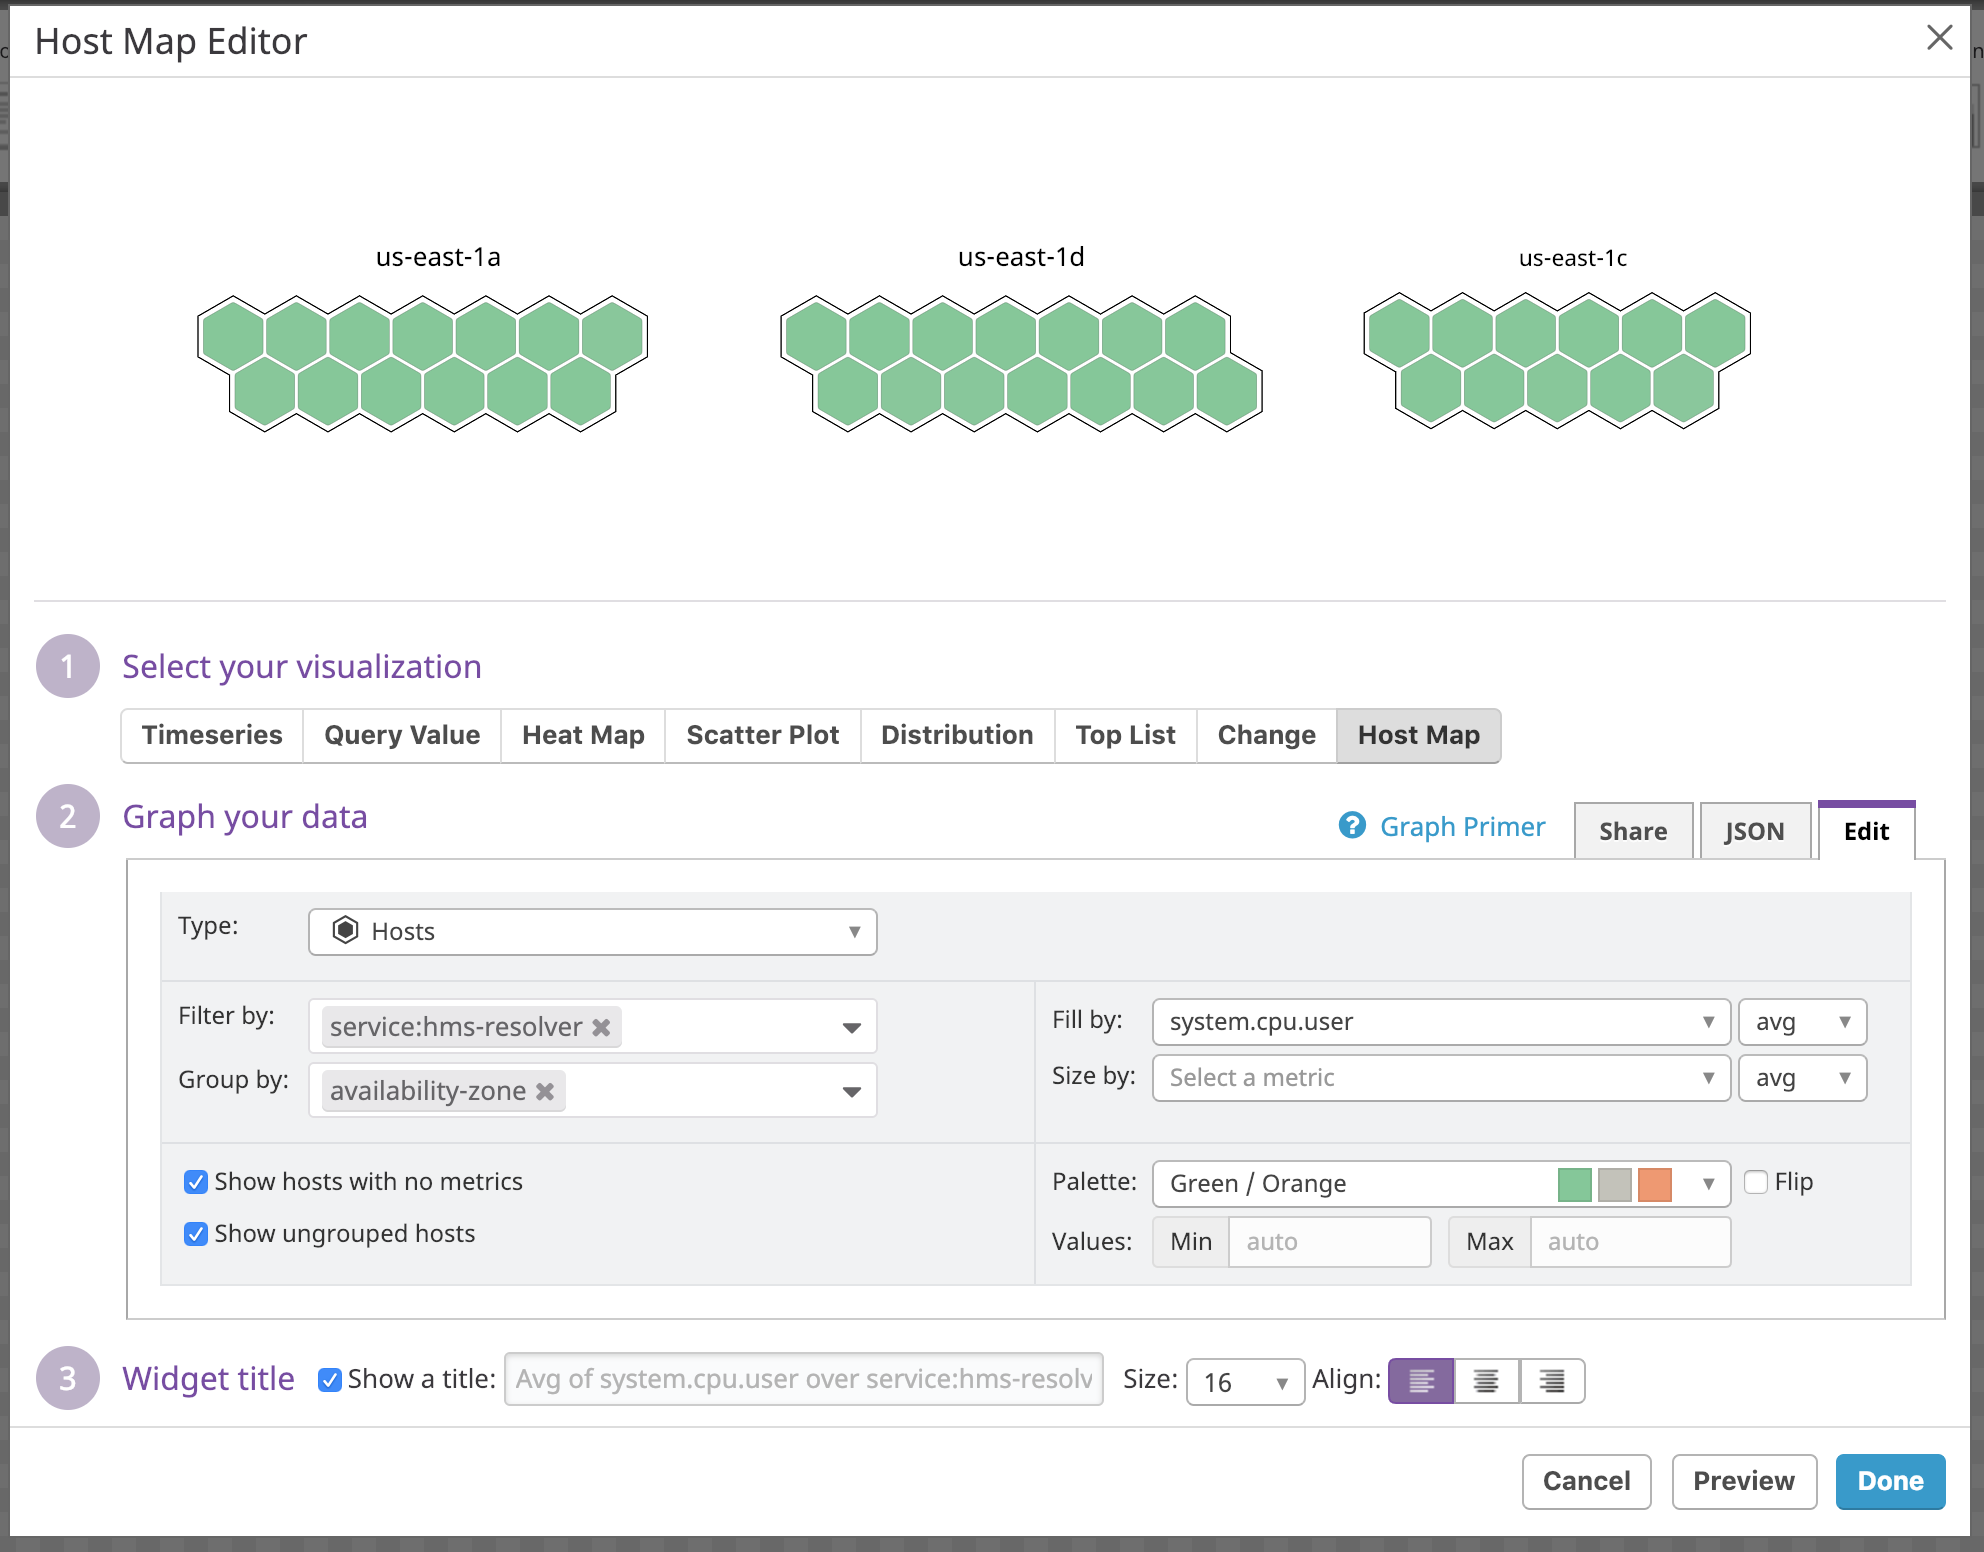 Host Map Editor
us-east-1a
us-east-1d
us-east-1c
1 Select your visualization
Timeseries Query Value Heat Map Scatter Plot Distribution Top List Change Host Map
2 Graph your data
? Graph Primer Share JSON Edit
Type: Hosts
Filter by: service:hms-resolver
Fill by: system.cpu.user avg
Group by: availability-zone
Size by: Select a metric avg
Show hosts with no metrics
Show ungrouped hosts
Palette: Green / Orange Flip
Values: Min auto Max auto
3 Widget title Show a title: Avg of system.cpu.user over service:hms-resolv Size: 16 Align:
Cancel Preview Done